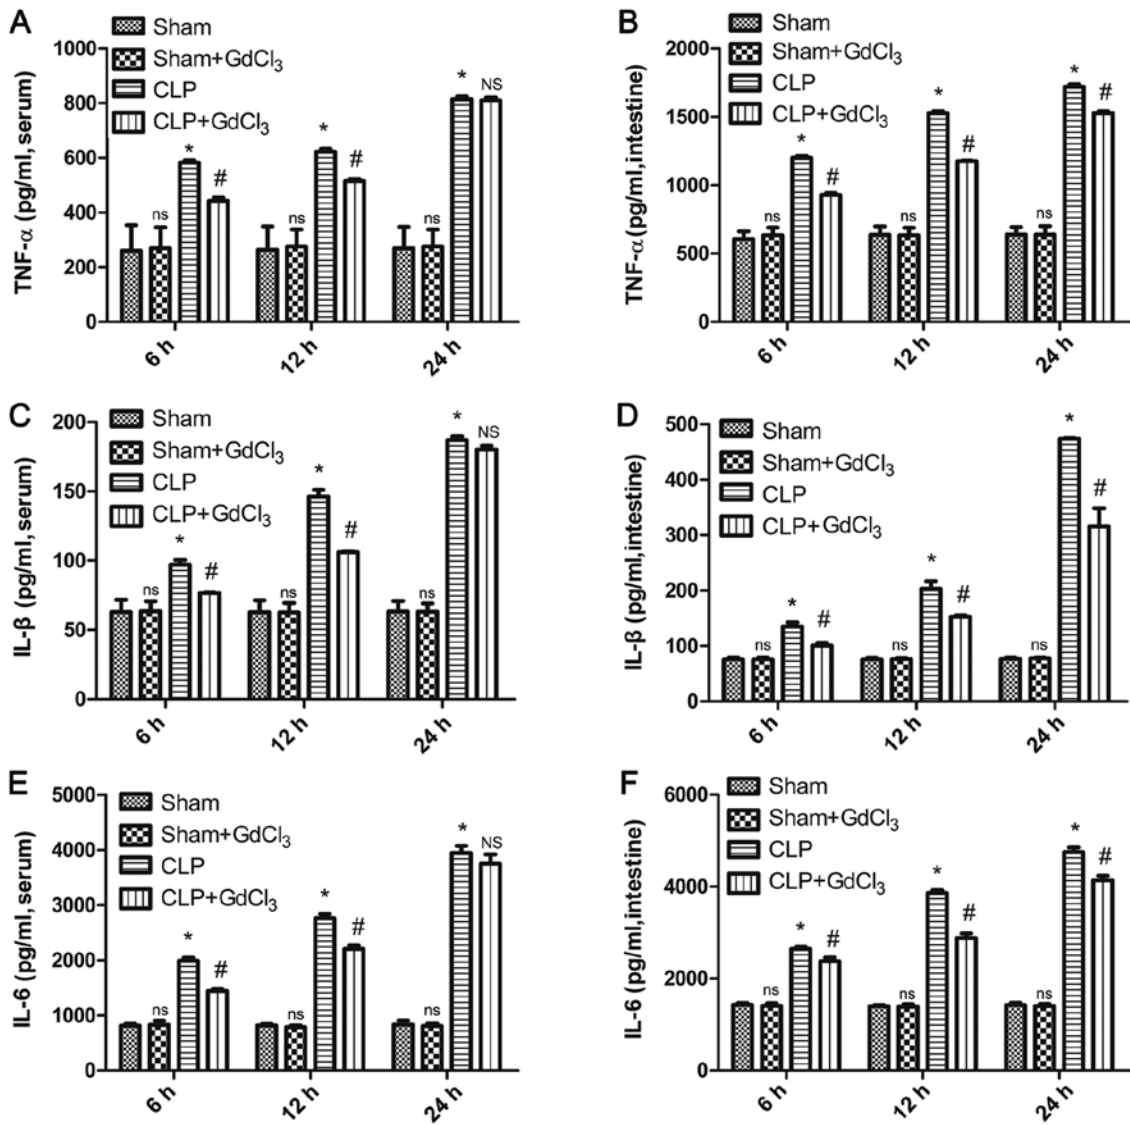 A
Sham
Sham+GdCl3
CLP
CLP+GdCl3
TNF-α (pg/ml,serum)
1000
800
600
400
200
0
ns
*
#
ns
*
#
ns
*
NS
6 h
12 h
24 h
B
Sham
Sham+GdCl3
CLP
CLP+GdCl3
TNF-α (pg/ml,intestine)
2000
1500
1000
500
0
ns
*
#
ns
*
#
ns
*
#
6 h
12 h
24 h
C
Sham
Sham+GdCl3
CLP
CLP+GdCl3
IL-β (pg/ml,serum)
200
150
100
50
0
ns
*
#
ns
*
#
ns
*
NS
6 h
12 h
24 h
D
Sham
Sham+GdCl3
CLP
CLP+GdCl3
IL-β (pg/ml,intestine)
500
400
300
200
100
0
ns
*
#
ns
*
#
ns
*
#
6 h
12 h
24 h
E
Sham
Sham+GdCl3
CLP
CLP+GdCl3
IL-6 (pg/ml,serum)
5000
4000
3000
2000
1000
0
ns
*
#
ns
*
#
ns
*
NS
6 h
12 h
24 h
F
Sham
Sham+GdCl3
CLP
CLP+GdCl3
IL-6 (pg/ml,intestine)
6000
4000
2000
0
ns
*
#
ns
*
#
ns
*
#
6 h
12 h
24 h